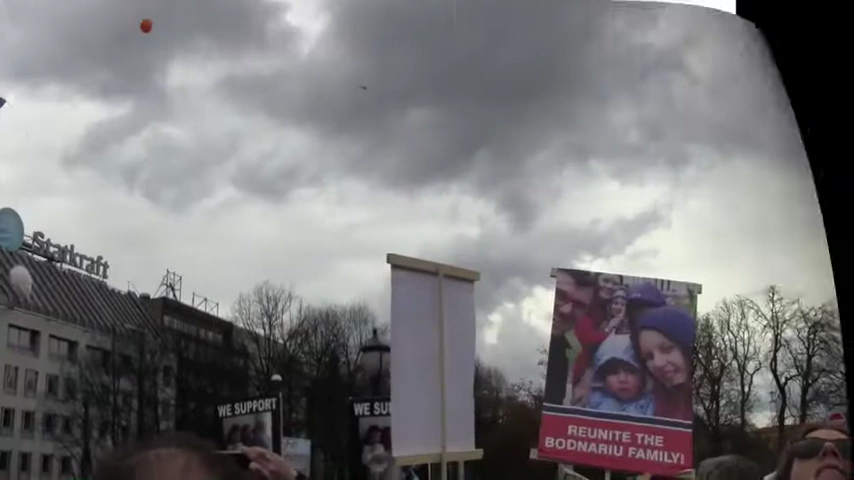 Statkraft
WE SUPPORT
WE SU
REUNITE THE
BODNARIU FAMILY!